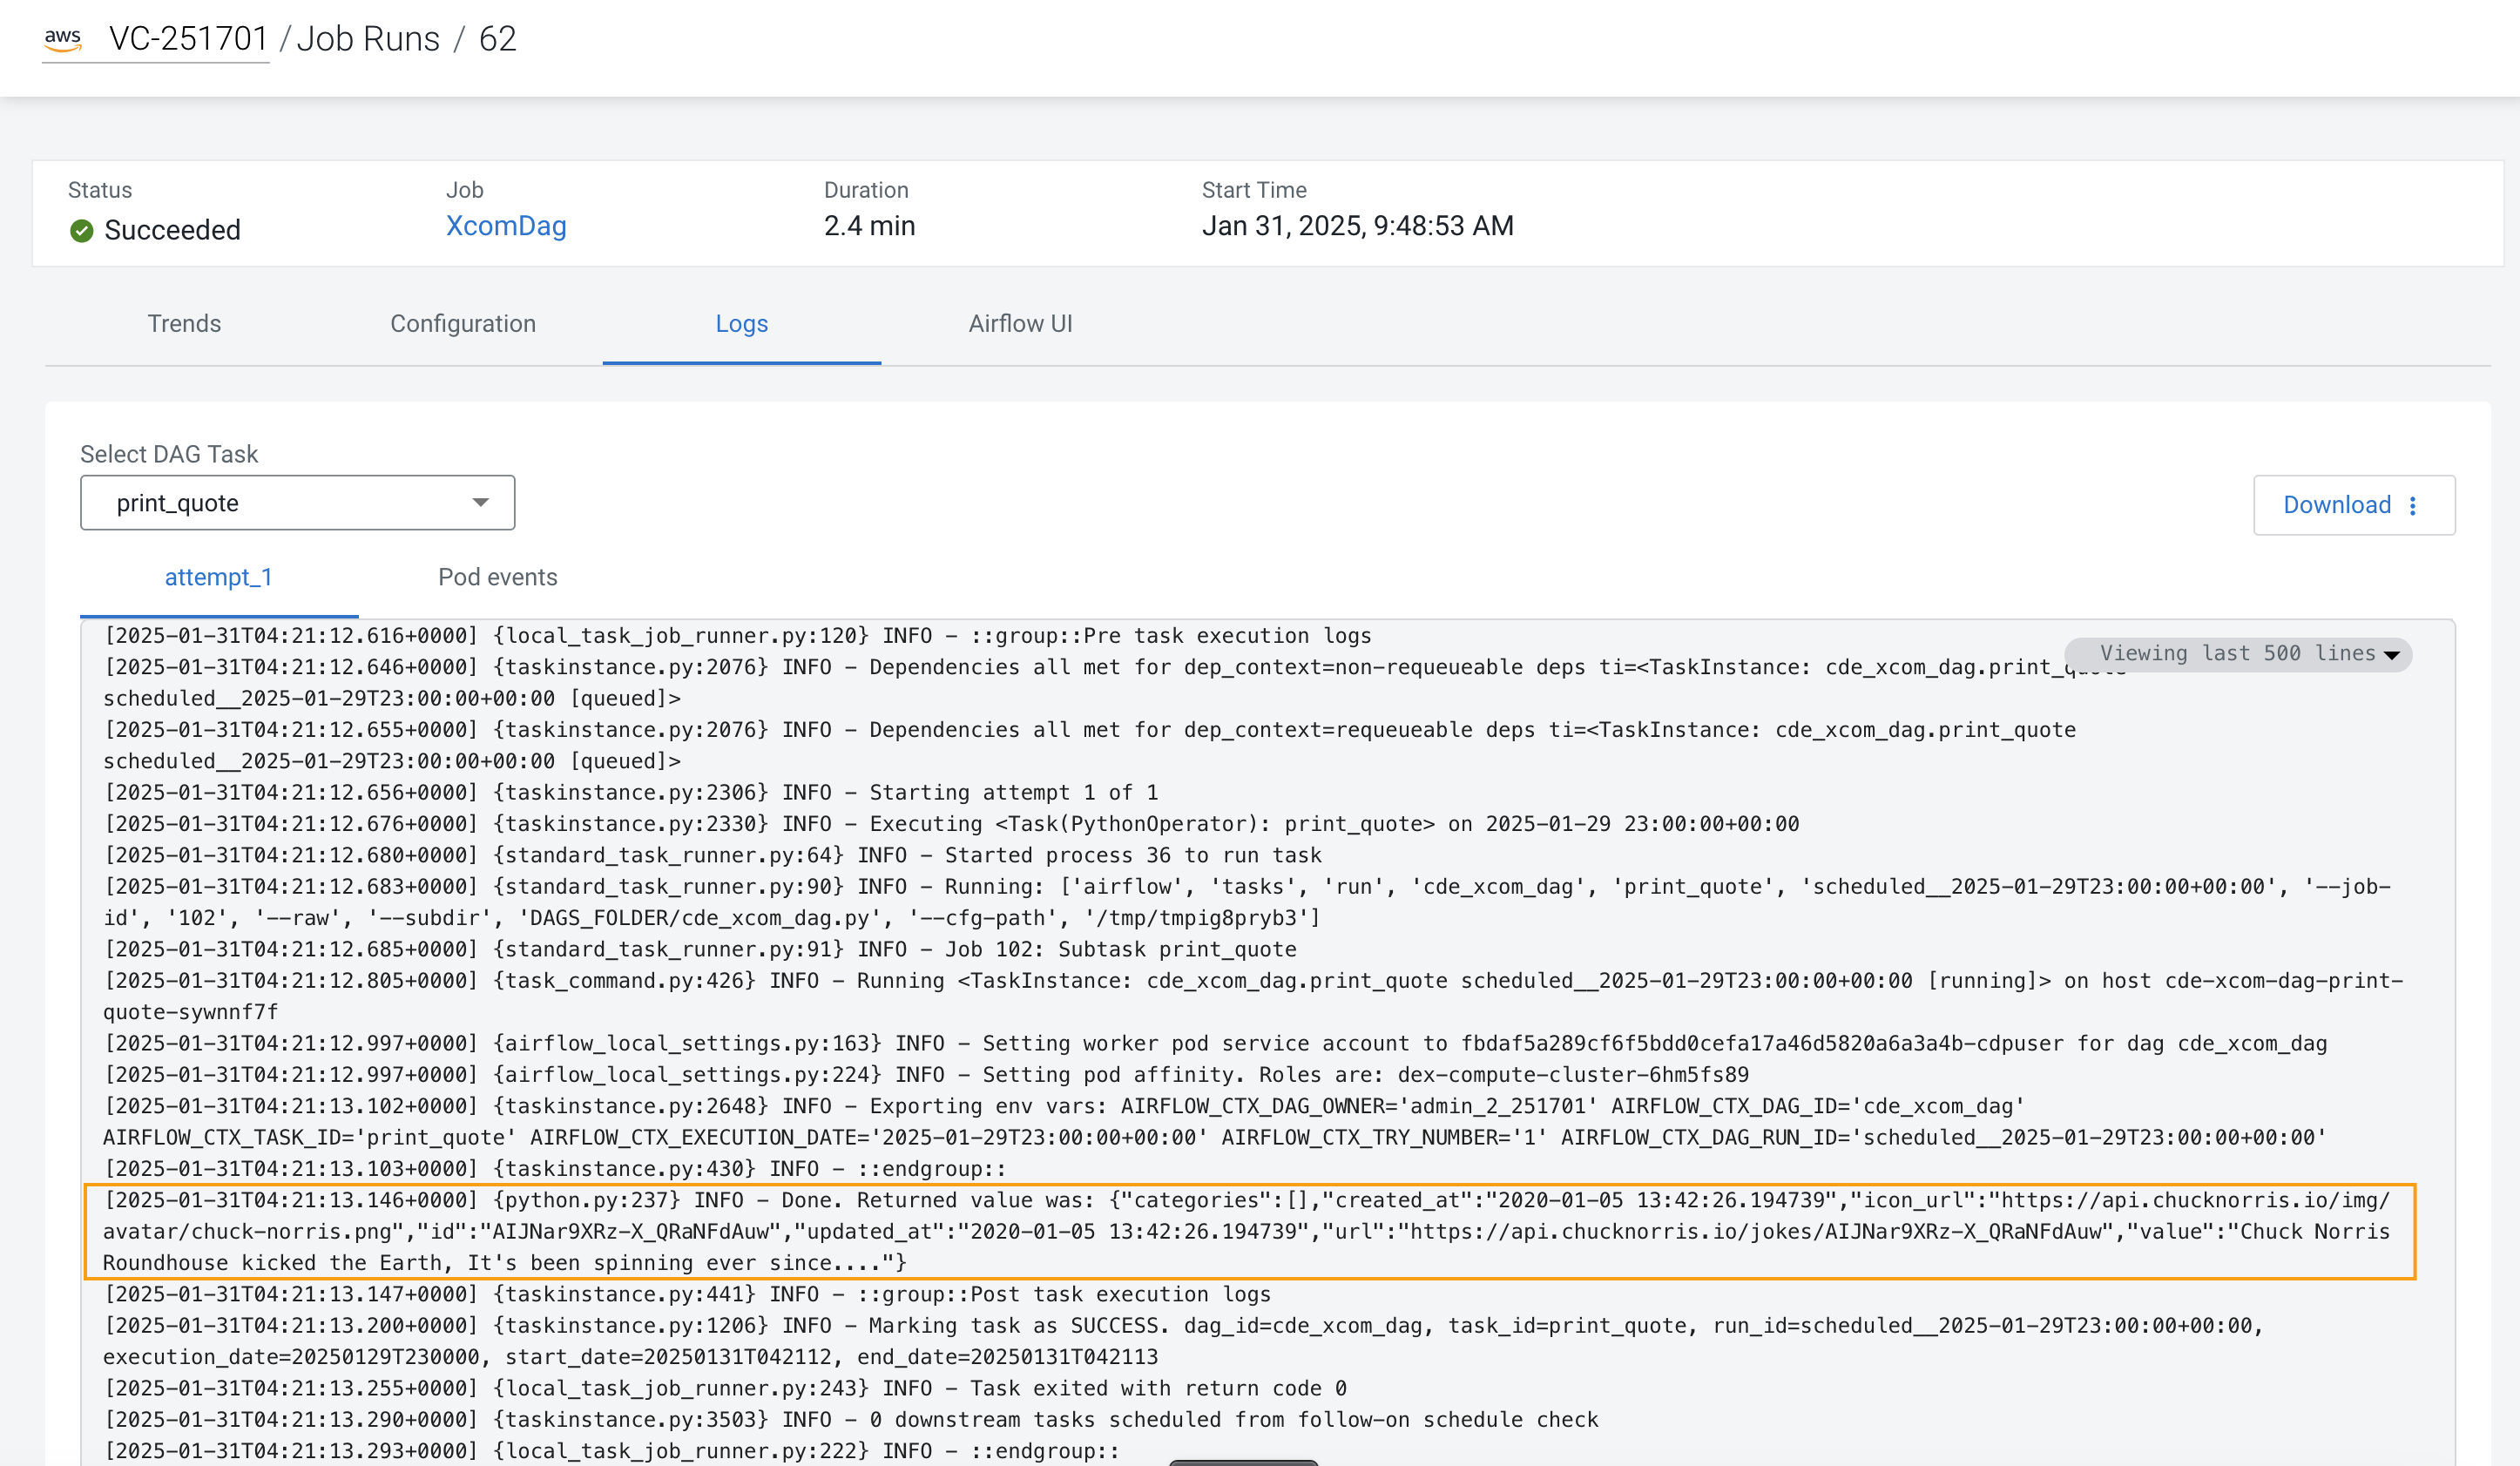 aws VC-251701 / Job Runs / 62
Status Job Duration Start Time
Succeeded XcomDag 2.4 min Jan 31, 2025, 9:48:53 AM
Trends Configuration Logs Airflow UI
Select DAG Task
print_quote Download
attempt_1 Pod events
Viewing last 500 lines
[2025-01-31T04:21:12.616+0000] {local_task_job_runner.py:120} INFO - ::group::Pre task execution logs
[2025-01-31T04:21:12.646+0000] {taskinstance.py:2076} INFO - Dependencies all met for dep_context=non-requeueable deps ti=<TaskInstance: cde_xcom_dag.print_quote
scheduled__2025-01-29T23:00:00+00:00 [queued]>
[2025-01-31T04:21:12.655+0000] {taskinstance.py:2076} INFO - Dependencies all met for dep_context=requeueable deps ti=<TaskInstance: cde_xcom_dag.print_quote
scheduled__2025-01-29T23:00:00+00:00 [queued]>
[2025-01-31T04:21:12.656+0000] {taskinstance.py:2306} INFO - Starting attempt 1 of 1
[2025-01-31T04:21:12.676+0000] {taskinstance.py:2330} INFO - Executing <Task(PythonOperator): print_quote> on 2025-01-29 23:00:00+00:00
[2025-01-31T04:21:12.680+0000] {standard_task_runner.py:64} INFO - Started process 36 to run task
[2025-01-31T04:21:12.683+0000] {standard_task_runner.py:90} INFO - Running: ['airflow', 'tasks', 'run', 'cde_xcom_dag', 'print_quote', 'scheduled__2025-01-29T23:00:00+00:00', '--job-
id', '102', '--raw', '--subdir', 'DAGS_FOLDER/cde_xcom_dag.py', '--cfg-path', '/tmp/tmpig8pryb3']
[2025-01-31T04:21:12.685+0000] {standard_task_runner.py:91} INFO - Job 102: Subtask print_quote
[2025-01-31T04:21:12.805+0000] {task_command.py:426} INFO - Running <TaskInstance: cde_xcom_dag.print_quote scheduled__2025-01-29T23:00:00+00:00 [running]> on host cde-xcom-dag-print-
quote-sywnnf7f
[2025-01-31T04:21:12.997+0000] {airflow_local_settings.py:163} INFO - Setting worker pod service account to fbdaf5a289cf6f5bdd0cefa17a46d5820a6a3a4b-cdpuser for dag cde_xcom_dag
[2025-01-31T04:21:12.997+0000] {airflow_local_settings.py:224} INFO - Setting pod affinity. Roles are: dex-compute-cluster-6hm5fs89
[2025-01-31T04:21:13.102+0000] {taskinstance.py:2648} INFO - Exporting env vars: AIRFLOW_CTX_DAG_OWNER='admin_2_251701' AIRFLOW_CTX_DAG_ID='cde_xcom_dag'
AIRFLOW_CTX_TASK_ID='print_quote' AIRFLOW_CTX_EXECUTION_DATE='2025-01-29T23:00:00+00:00' AIRFLOW_CTX_TRY_NUMBER='1' AIRFLOW_CTX_DAG_RUN_ID='scheduled__2025-01-29T23:00:00+00:00'
[2025-01-31T04:21:13.103+0000] {taskinstance.py:430} INFO - ::endgroup::
[2025-01-31T04:21:13.146+0000] {python.py:237} INFO - Done. Returned value was: {"categories":[],"created_at":"2020-01-05 13:42:26.194739","icon_url":"https://api.chucknorris.io/img/
avatar/chuck-norris.png","id":"AIJNar9XRz-X_QRaNFdAuw","updated_at":"2020-01-05 13:42:26.194739","url":"https://api.chucknorris.io/jokes/AIJNar9XRz-X_QRaNFdAuw","value":"Chuck Norris
Roundhouse kicked the Earth, It's been spinning ever since...."}
[2025-01-31T04:21:13.147+0000] {taskinstance.py:441} INFO - ::group::Post task execution logs
[2025-01-31T04:21:13.200+0000] {taskinstance.py:1206} INFO - Marking task as SUCCESS. dag_id=cde_xcom_dag, task_id=print_quote, run_id=scheduled__2025-01-29T23:00:00+00:00,
execution_date=20250129T230000, start_date=20250131T042112, end_date=20250131T042113
[2025-01-31T04:21:13.255+0000] {local_task_job_runner.py:243} INFO - Task exited with return code 0
[2025-01-31T04:21:13.290+0000] {taskinstance.py:3503} INFO - 0 downstream tasks scheduled from follow-on schedule check
[2025-01-31T04:21:13.293+0000] {local_task_job_runner.py:222} INFO - ::endgroup::